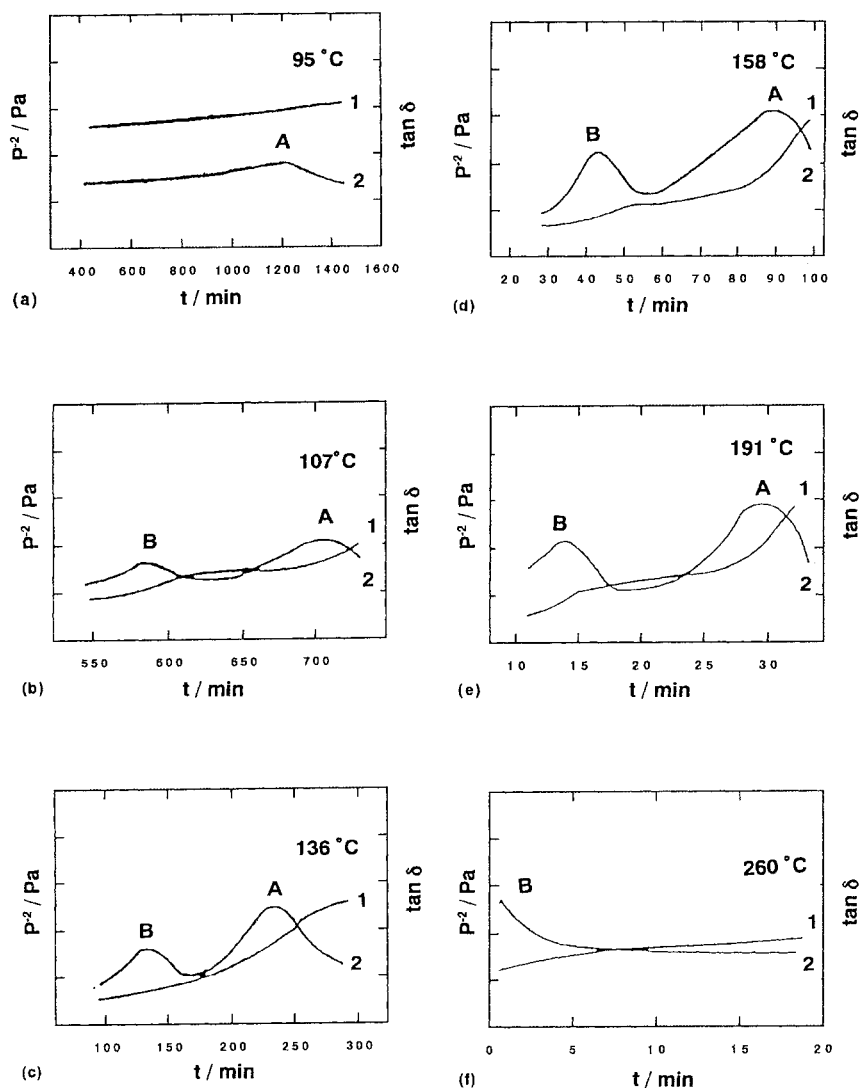 95 °C
1
A
2
P⁻² / Pa
tan δ
400 600 800 1000 1200 1400 1600
(a)
t / min
107°C
B
A
1
2
P⁻² / Pa
tan δ
550 600 650 700
(b)
t / min
136 °C
B
A
1
2
P⁻² / Pa
tan δ
100 150 200 250 300
(c)
t / min
158 °C
B
A
1
2
P⁻² / Pa
tan δ
20 30 40 50 60 70 80 90 100
(d)
t / min
191 °C
B
A
1
2
P⁻² / Pa
tan δ
10 15 20 25 30
(e)
t / min
260 °C
B
1
2
P⁻² / Pa
tan δ
0 5 10 15 20
(f)
t / min